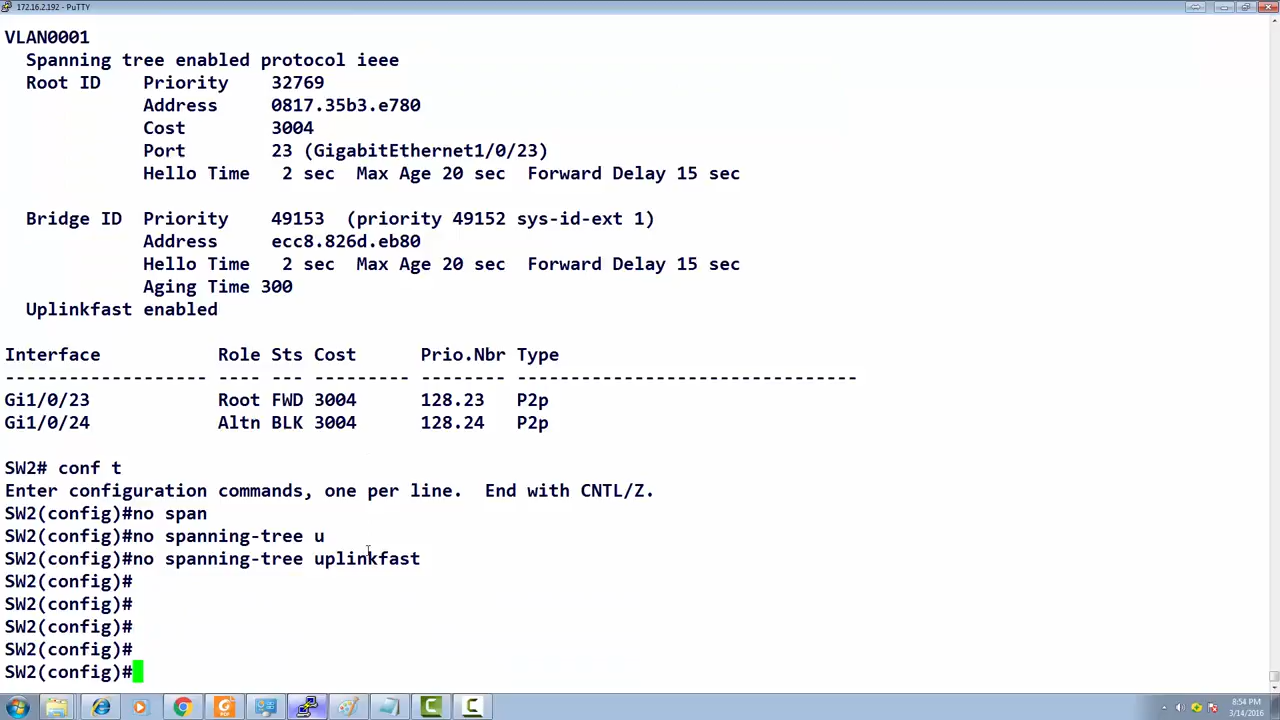 172.16.2.192 - PuTTY
VLAN0001
Spanning tree enabled protocol ieee
Root ID    Priority    32769
Address     0817.35b3.e780
Cost        3004
Port        23 (GigabitEthernet1/0/23)
Hello Time   2 sec  Max Age 20 sec  Forward Delay 15 sec
Bridge ID  Priority    49153  (priority 49152 sys-id-ext 1)
Address     ecc8.826d.eb80
Hello Time   2 sec  Max Age 20 sec  Forward Delay 15 sec
Aging Time 300
Uplinkfast enabled
Interface           Role Sts Cost      Prio.Nbr Type
------------------- ---- --- --------- -------- --------------------------------
Gi1/0/23            Root FWD 3004      128.23   P2p
Gi1/0/24            Altn BLK 3004      128.24   P2p
SW2# conf t
Enter configuration commands, one per line.  End with CNTL/Z.
SW2(config)#no span
SW2(config)#no spanning-tree u
SW2(config)#no spanning-tree uplinkfast
SW2(config)#
SW2(config)#
SW2(config)#
SW2(config)#
SW2(config)#
8:54 PM
3/14/2016